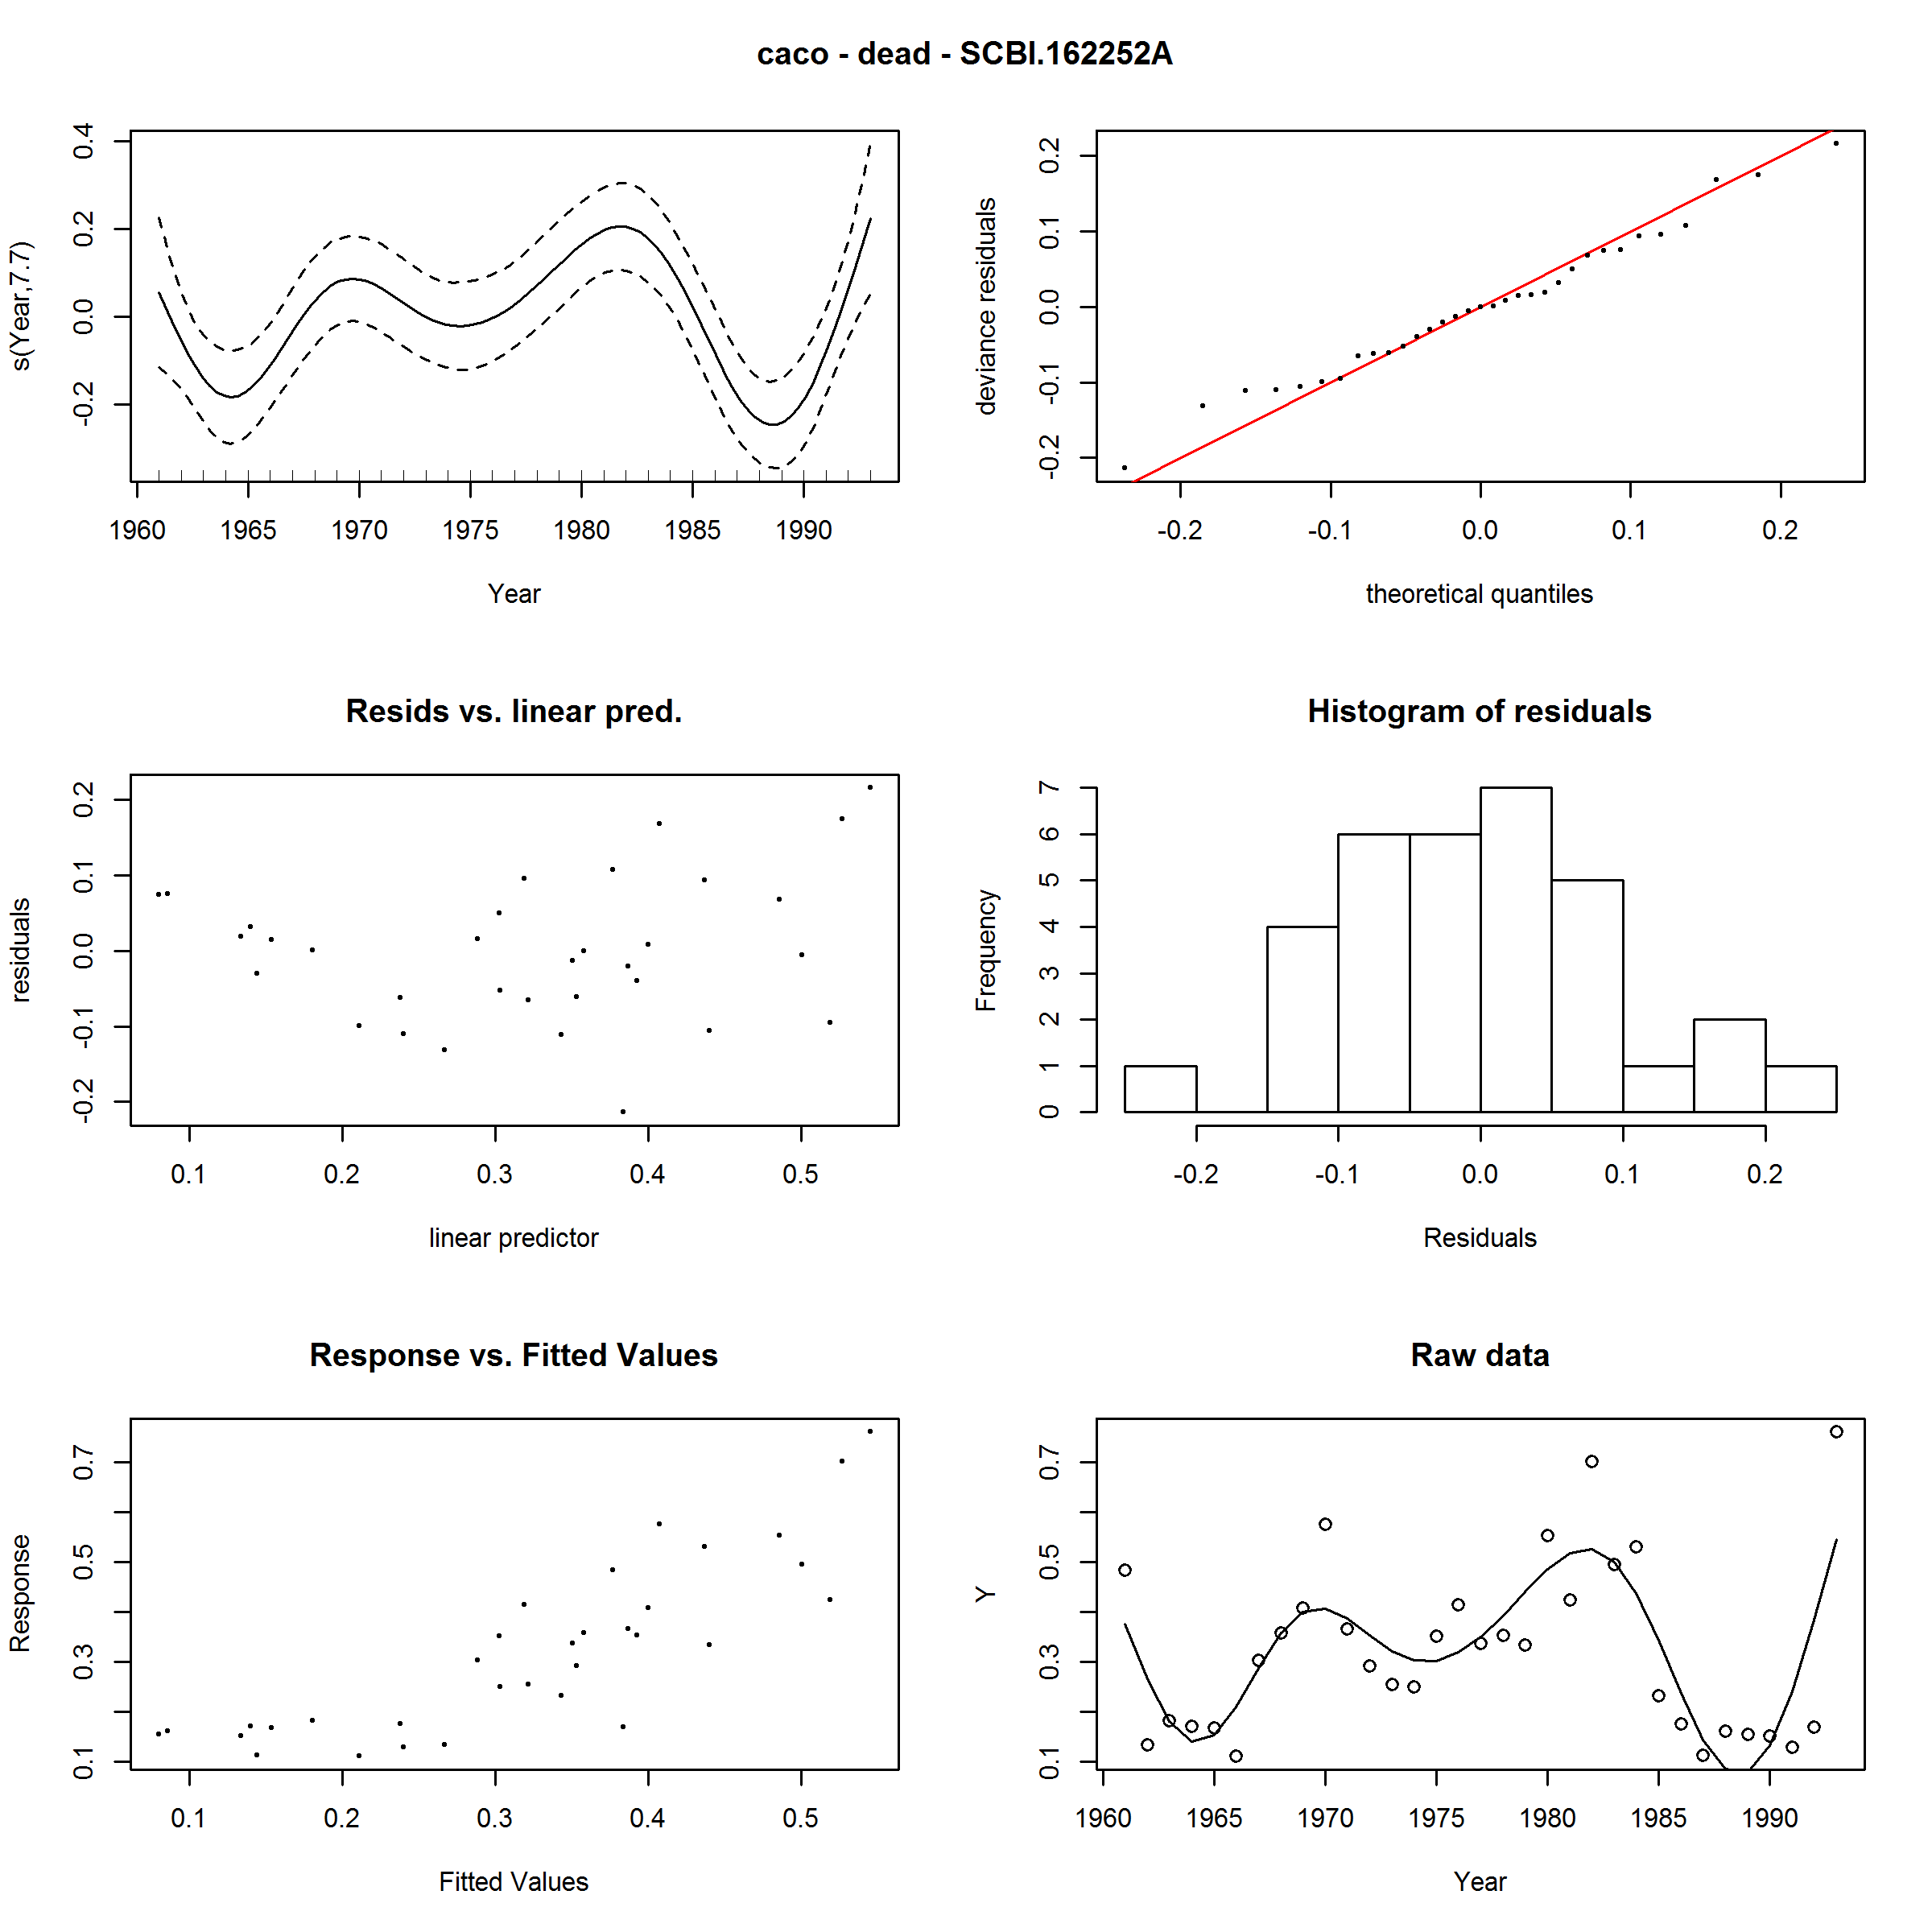 caco - dead - SCBI.162252A
s(Year,7.7)
-0.2 0.0 0.2 0.4
1960 1965 1970 1975 1980 1985 1990
Year
deviance residuals
-0.2 -0.1 0.0 0.1 0.2
-0.2 -0.1 0.0 0.1 0.2
theoretical quantiles
Resids vs. linear pred.
residuals
-0.2 -0.1 0.0 0.1 0.2
0.1 0.2 0.3 0.4 0.5
linear predictor
Histogram of residuals
Frequency
0 1 2 3 4 5 6 7
-0.2 -0.1 0.0 0.1 0.2
Residuals
Response vs. Fitted Values
Response
0.1 0.3 0.5 0.7
0.1 0.2 0.3 0.4 0.5
Fitted Values
Raw data
Y
0.1 0.3 0.5 0.7
1960 1965 1970 1975 1980 1985 1990
Year